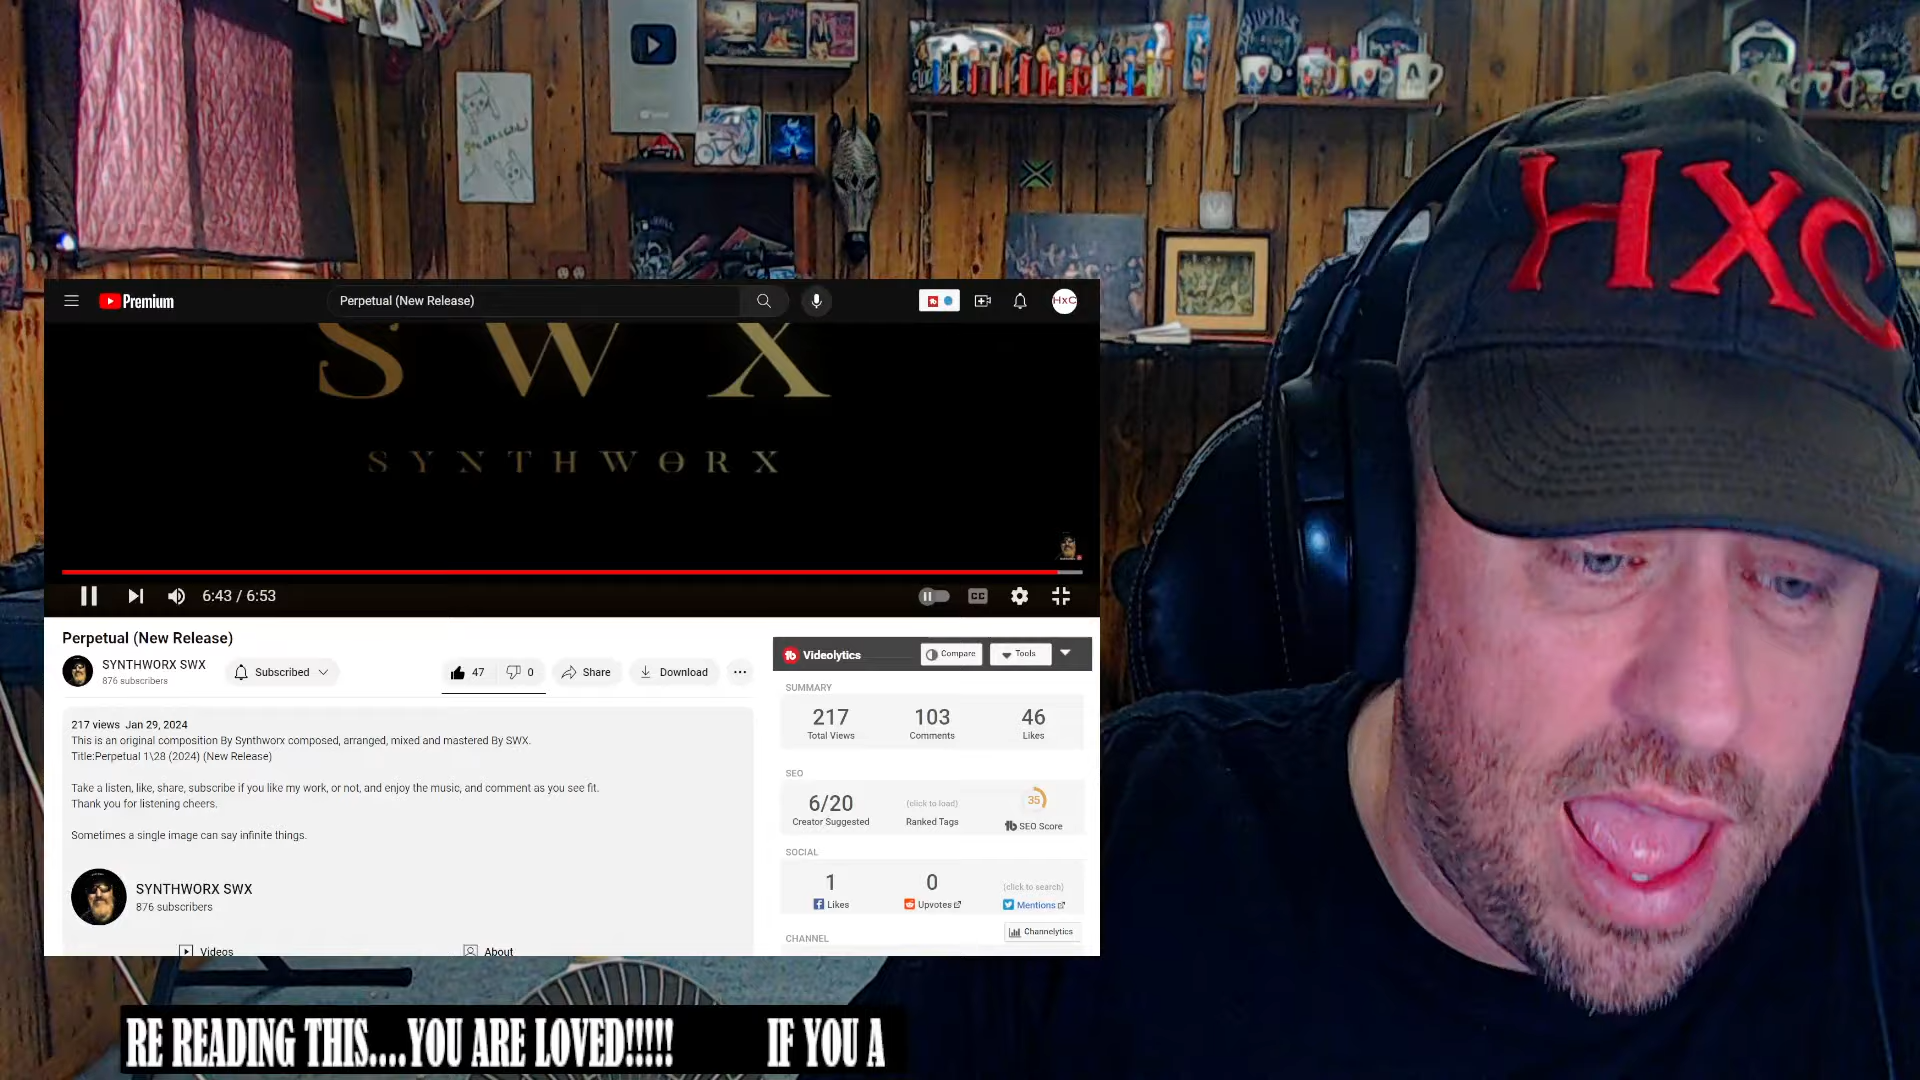 HXC
Premium
Perpetual (New Release)
HXC
SWX
SYNTHWORX
6:43 / 6:53
CC
Perpetual (New Release)
SYNTHWORX SWX
876 subscribers
Subscribed
47
0
Share
Download
217 views Jan 29, 2024
This is an original composition By Synthworx composed, arranged, mixed and mastered By SWX.
Title:Perpetual 1\28 (2024) (New Release)
Take a listen, like, share, subscribe if you like my work, or not, and enjoy the music, and comment as you see fit.
Thank you for listening cheers.
Sometimes a single image can say infinite things.
SYNTHWORX SWX
876 subscribers
Videos
About
Videolytics
Compare
Tools
SUMMARY
217
103
46
Total Views
Comments
Likes
SEO
6/20
(click to load)
35
Creator Suggested
Ranked Tags
SEO Score
SOCIAL
1
0
(click to search)
Likes
Upvotes
Mentions
CHANNEL
Channelytics
RE READING THIS....YOU ARE LOVED!!!!! IF YOU A